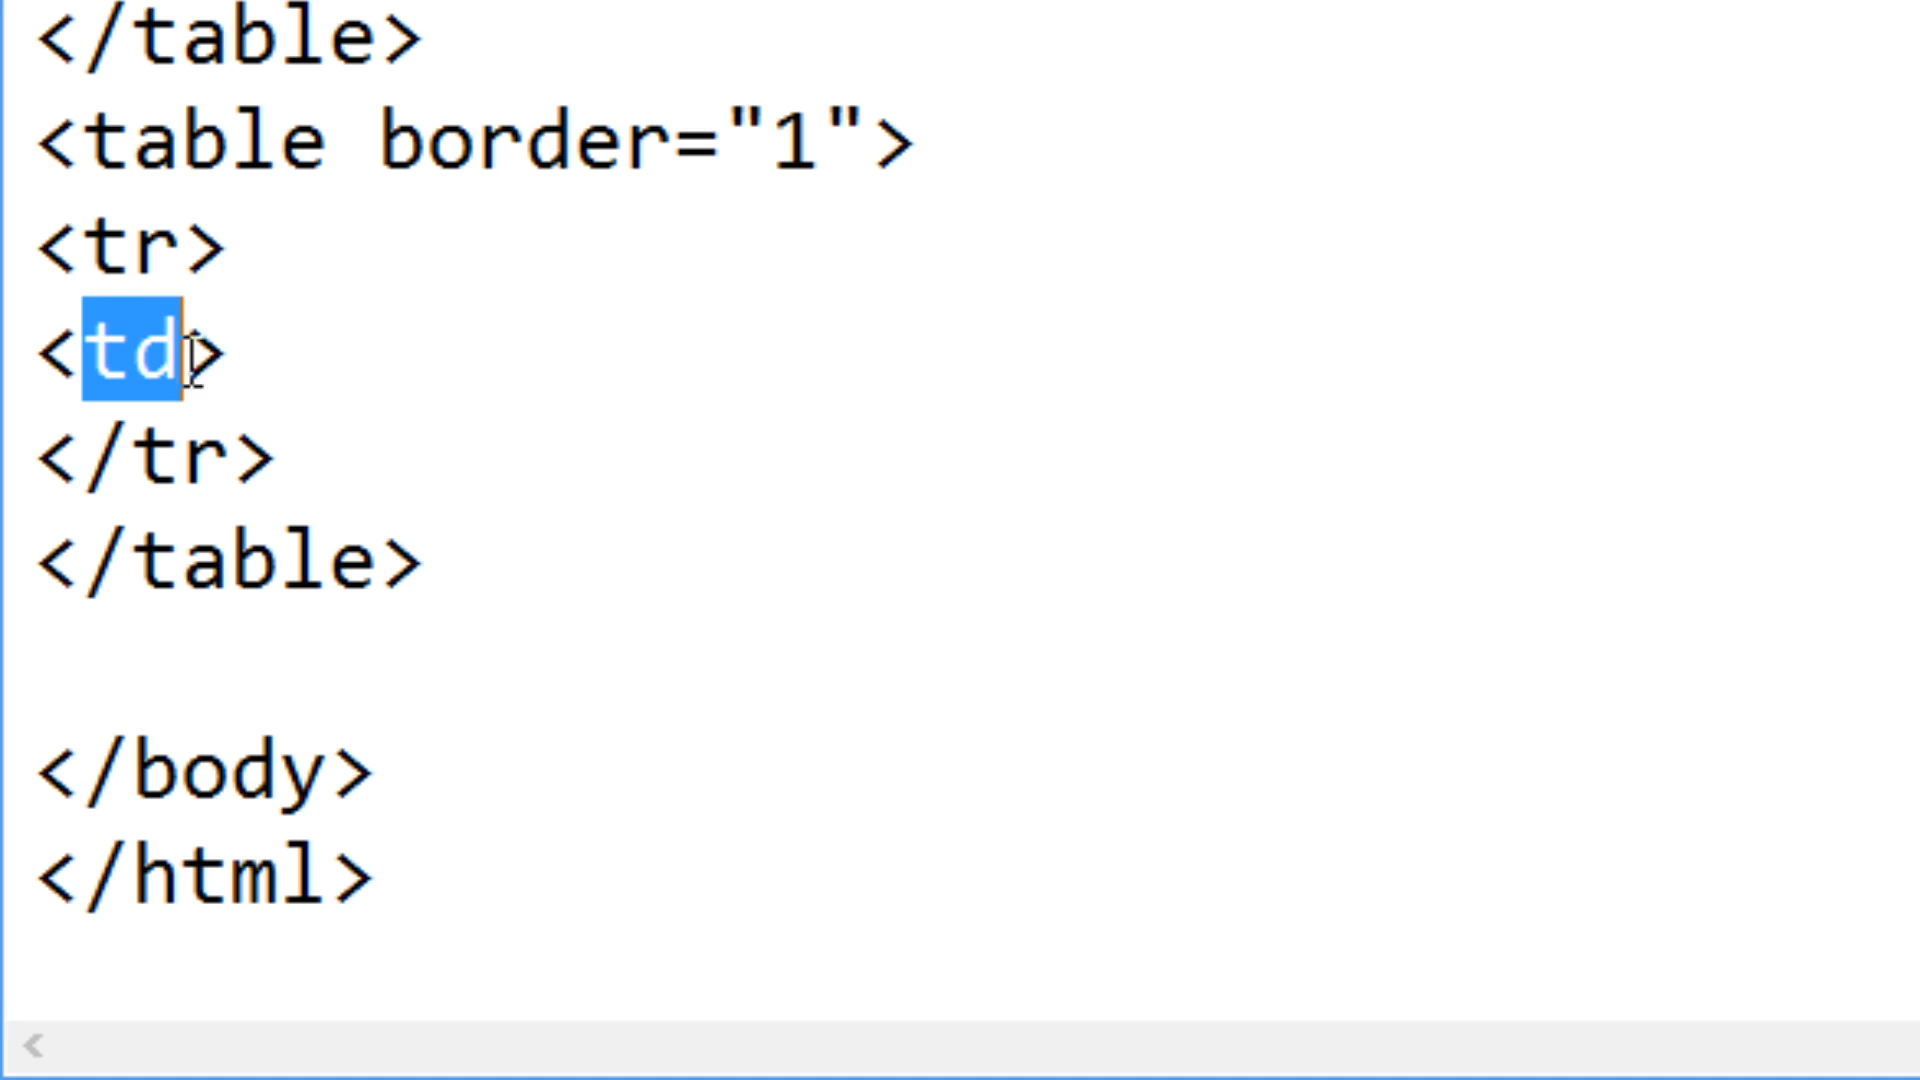 </table>
<table border="1">
<tr>
<td>
</tr>
</table>
</body>
</html>